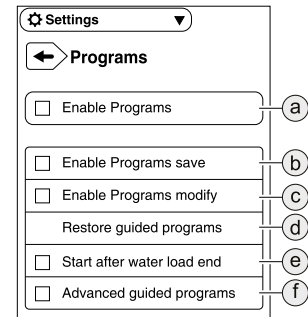 Settings
Programs
Enable Programs
a
Enable Programs save
b
Enable Programs modify
c
Restore guided programs
d
Start after water load end
e
Advanced guided programs
f